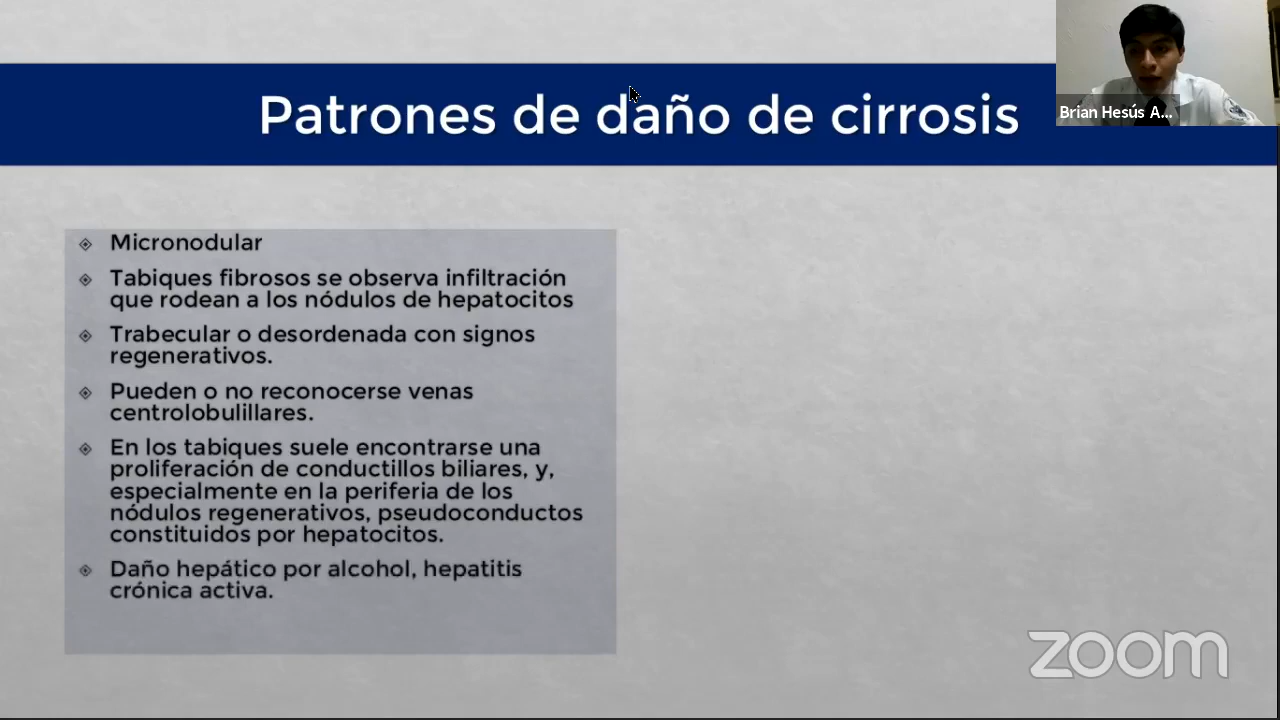 Patrones de daño de cirrosis
Brian Hesús A...
Micronodular
Tabiques fibrosos se observa infiltración
que rodean a los nódulos de hepatocitos
Trabecular o desordenada con signos
regenerativos.
Pueden o no reconocerse venas
centrolobulillares.
En los tabiques suele encontrarse una
proliferación de conductillos biliares, y,
especialmente en la periferia de los
nódulos regenerativos, pseudoconductos
constituidos por hepatocitos.
Daño hepático por alcohol, hepatitis
crónica activa.
zoom